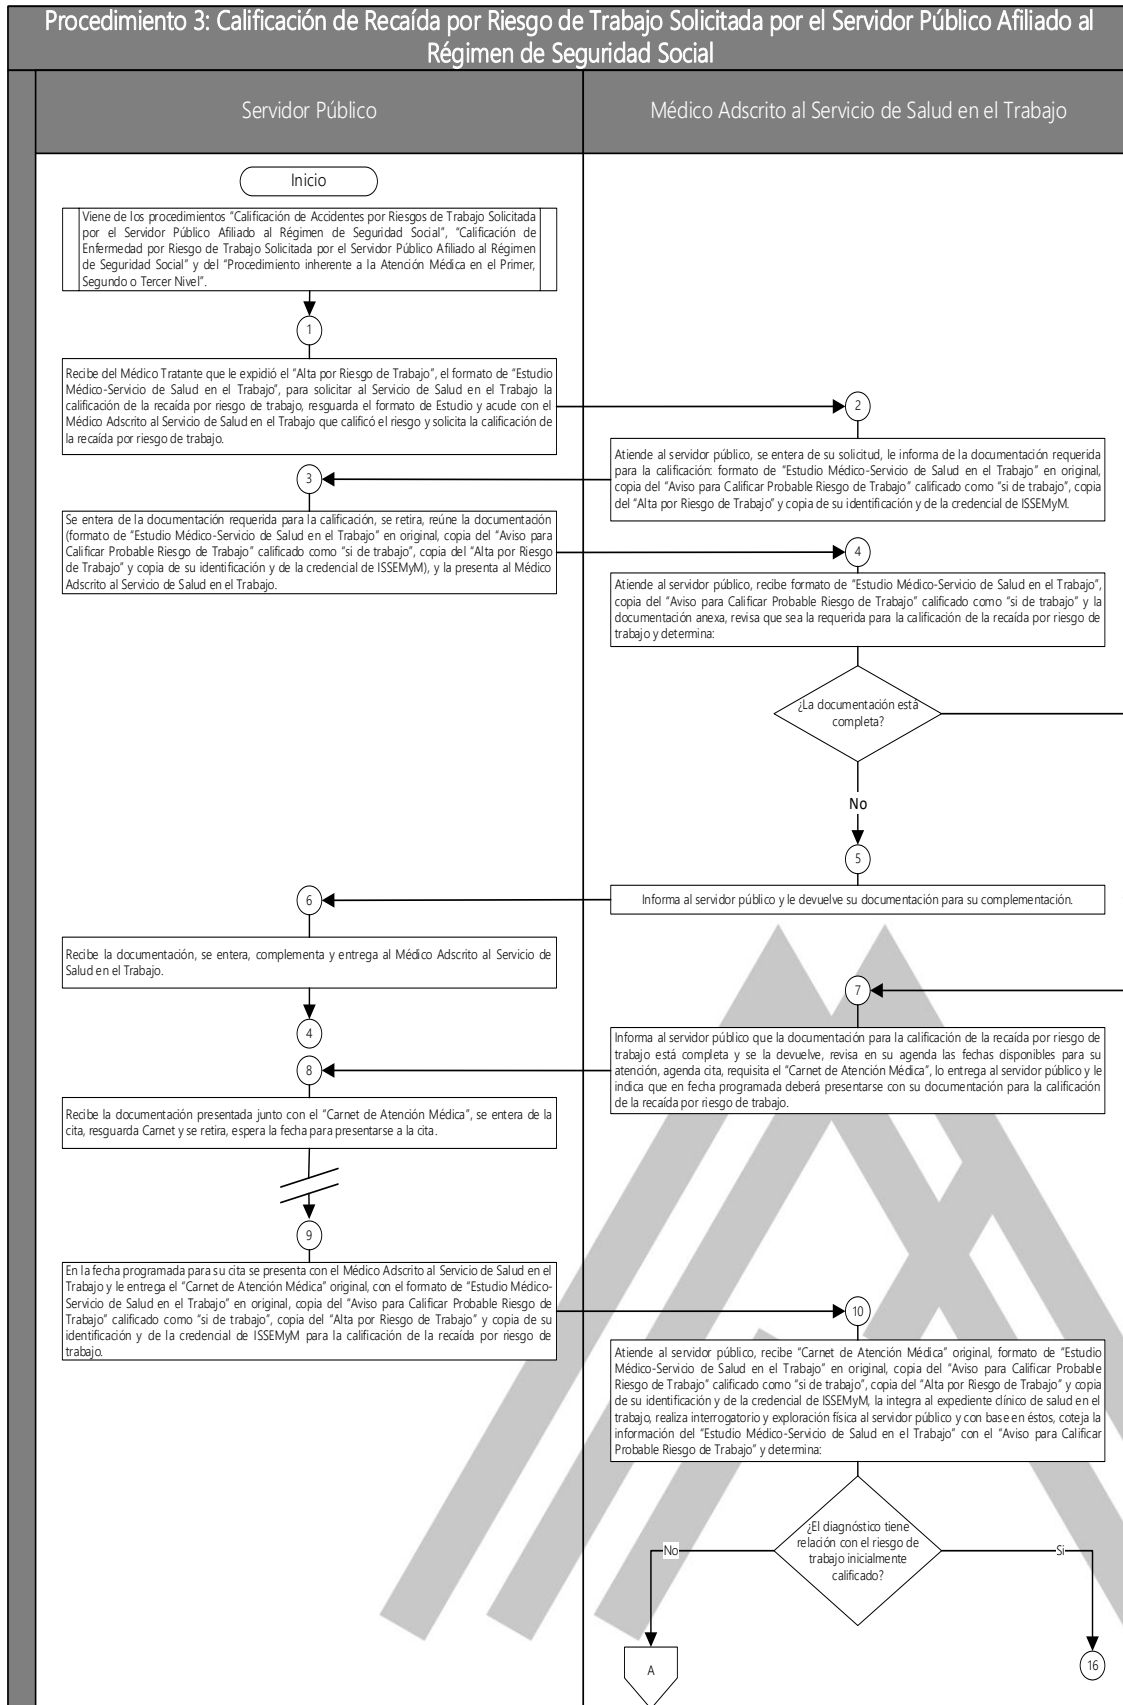 Procedimiento 3: Calificación de Recaída por Riesgo de Trabajo Solicitada por el Servidor Público Afiliado al
Régimen de Seguridad Social
Servidor Público
Médico Adscrito al Servicio de Salud en el Trabajo
Inicio
Viene de los procedimientos "Calificación de Accidentes por Riesgos de Trabajo Solicitada
por el Servidor Público Afiliado al Régimen de Seguridad Social", "Calificación de
Enfermedad por Riesgo de Trabajo Solicitada por el Servidor Público Afiliado al Régimen
de Seguridad Social" y del "Procedimiento inherente a la Atención Médica en el Primer,
Segundo o Tercer Nivel".
1
Recibe del Médico Tratante que le expidió el "Alta por Riesgo de Trabajo", el formato de "Estudio
Médico-Servicio de Salud en el Trabajo", para solicitar al Servicio de Salud en el Trabajo la
calificación de la recaída por riesgo de trabajo, resguarda el formato de Estudio y acude con el
Médico Adscrito al Servicio de Salud en el Trabajo que calificó el riesgo y solicita la calificación de
la recaída por riesgo de trabajo.
2
Atiende al servidor público, se entera de su solicitud, le informa de la documentación requerida
para la calificación: formato de "Estudio Médico-Servicio de Salud en el Trabajo" en original,
copia del "Aviso para Calificar Probable Riesgo de Trabajo" calificado como "si de trabajo", copia
del "Alta por Riesgo de Trabajo" y copia de su identificación y de la credencial de ISSEMyM.
3
Se entera de la documentación requerida para la calificación, se retira, reúne la documentación
(formato de "Estudio Médico-Servicio de Salud en el Trabajo" en original, copia del "Aviso para
Calificar Probable Riesgo de Trabajo" calificado como "si de trabajo", copia del "Alta por Riesgo
de Trabajo" y copia de su identificación y de la credencial de ISSEMyM), y la presenta al Médico
Adscrito al Servicio de Salud en el Trabajo.
4
Atiende al servidor público, recibe formato de "Estudio Médico-Servicio de Salud en el Trabajo",
copia del "Aviso para Calificar Probable Riesgo de Trabajo" calificado como "si de trabajo" y la
documentación anexa, revisa que sea la requerida para la calificación de la recaída por riesgo de
trabajo y determina:
¿La documentación está
completa?
No
5
Informa al servidor público y le devuelve su documentación para su complementación.
6
Recibe la documentación, se entera, complementa y entrega al Médico Adscrito al Servicio de
Salud en el Trabajo.
4
7
Informa al servidor público que la documentación para la calificación de la recaída por riesgo de
trabajo está completa y se la devuelve, revisa en su agenda las fechas disponibles para su
atención, agenda cita, requisita el "Carnet de Atención Médica", lo entrega al servidor público y le
indica que en fecha programada deberá presentarse con su documentación para la calificación
de la recaída por riesgo de trabajo.
8
Recibe la documentación presentada junto con el "Carnet de Atención Médica", se entera de la
cita, resguarda Carnet y se retira, espera la fecha para presentarse a la cita.
9
En la fecha programada para su cita se presenta con el Médico Adscrito al Servicio de Salud en el
Trabajo y le entrega el "Carnet de Atención Médica" original, con el formato de "Estudio Médico-
Servicio de Salud en el Trabajo" en original, copia del "Aviso para Calificar Probable Riesgo de
Trabajo" calificado como "si de trabajo", copia del "Alta por Riesgo de Trabajo" y copia de su
identificación y de la credencial de ISSEMyM para la calificación de la recaída por riesgo de
trabajo.
10
Atiende al servidor público, recibe "Carnet de Atención Médica" original, formato de "Estudio
Médico-Servicio de Salud en el Trabajo" en original, copia del "Aviso para Calificar Probable
Riesgo de Trabajo" calificado como "si de trabajo", copia del "Alta por Riesgo de Trabajo" y copia
de su identificación y de la credencial de ISSEMyM, la integra al expediente clínico de salud en el
trabajo, realiza interrogatorio y exploración física al servidor público y con base en éstos, coteja la
información del "Estudio Médico-Servicio de Salud en el Trabajo" con el "Aviso para Calificar
Probable Riesgo de Trabajo" y determina:
¿El diagnóstico tiene
relación con el riesgo de
trabajo inicialmente
calificado?
No
Si
A
16